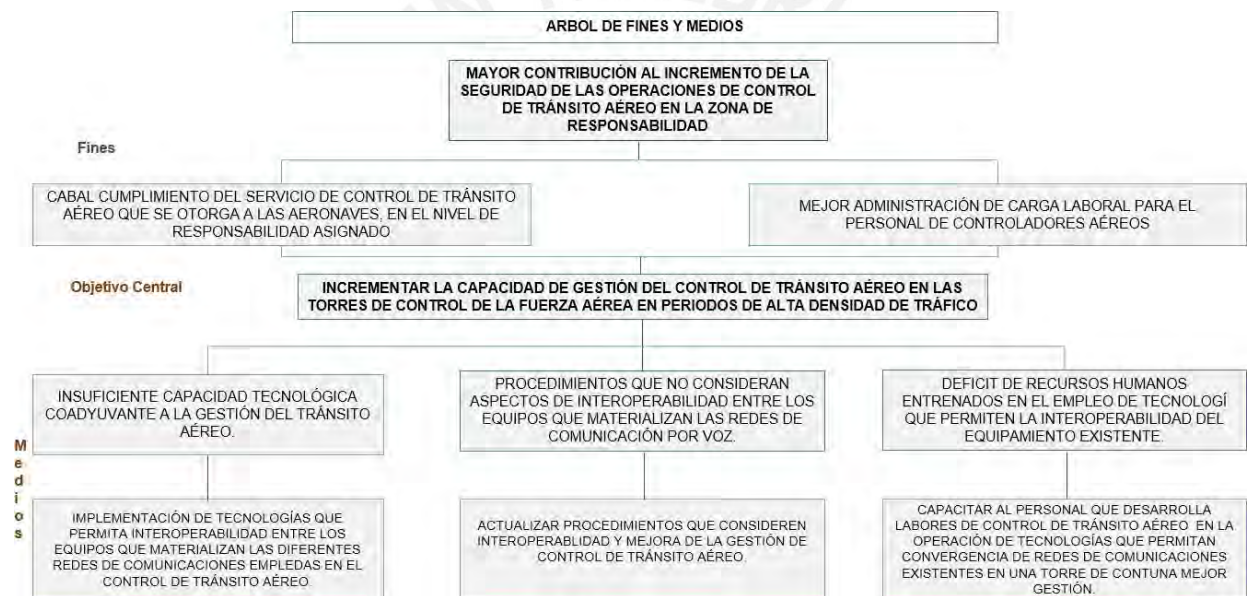 ARBOL DE FINES Y MEDIOS
MAYOR CONTRIBUCIÓN AL INCREMENTO DE LA
SEGURIDAD DE LAS OPERACIONES DE CONTROL
DE TRÁNSITO AÉREO EN LA ZONA DE
RESPONSABILIDAD
Fines
CABAL CUMPLIMIENTO DEL SERVICIO DE CONTROL DE TRÁNSITO
AÉREO QUE SE OTORGA A LAS AERONAVES, EN EL NIVEL DE
RESPONSABILIDAD ASIGNADO
MEJOR ADMINISTRACIÓN DE CARGA LABORAL PARA EL
PERSONAL DE CONTROLADORES AÉREOS
Objetivo Central
INCREMENTAR LA CAPACIDAD DE GESTIÓN DEL CONTROL DE TRÁNSITO AÉREO EN LAS
TORRES DE CONTROL DE LA FUERZA AÉREA EN PERIODOS DE ALTA DENSIDAD DE TRÁFICO
Medios
INSUFICIENTE CAPACIDAD TECNOLÓGICA
COADYUVANTE A LA GESTIÓN DEL TRÁNSITO
AÉREO.
PROCEDIMIENTOS QUE NO CONSIDERAN
ASPECTOS DE INTEROPERABILIDAD ENTRE LOS
EQUIPOS QUE MATERIALIZAN LAS REDES DE
COMUNICACIÓN POR VOZ.
DEFICIT DE RECURSOS HUMANOS
ENTRENADOS EN EL EMPLEO DE TECNOLOGÍ
QUE PERMITEN LA INTEROPERABILIDAD DEL
EQUIPAMIENTO EXISTENTE.
IMPLEMENTACIÓN DE TECNOLOGÍAS QUE
PERMITA INTEROPERABILIDAD ENTRE LOS
EQUIPOS QUE MATERIALIZAN LAS DIFERENTES
REDES DE COMUNICACIONES EMPLEDAS EN EL
CONTROL DE TRÁNSITO AÉREO
ACTUALIZAR PROCEDIMIENTOS QUE CONSIDEREN
INTEROPERABLIDAD Y MEJORA DE LA GESTIÓN DE
CONTROL DE TRÁNSITO AÉREO.
CAPACITAR AL PERSONAL QUE DESARROLLA
LABORES DE CONTROL DE TRÁNSITO AÉREO EN LA
OPERACIÓN DE TECNOLOGÍAS QUE PERMITAN
CONVERGENCIA DE REDES DE COMUNICACIONES
EXISTENTES EN UNA TORRE DE CONTUNA MEJOR
GESTIÓN.